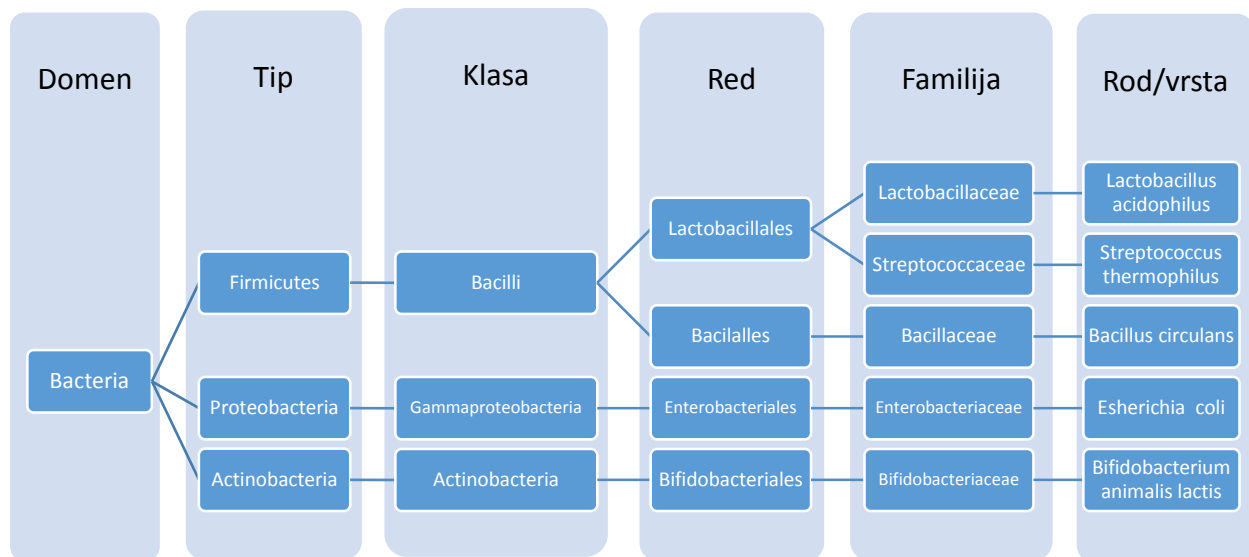 Domen
Tip
Klasa
Red
Familija
Rod/vrsta
Bacteria
Firmicutes
Proteobacteria
Actinobacteria
Bacilli
Gammaproteobacteria
Actinobacteria
Lactobacillales
Bacilalles
Enterobacteriales
Bifidobacteriales
Lactobacillaceae
Streptococcaceae
Bacillaceae
Enterobacteriaceae
Bifidobacteriaceae
Lactobacillus
acidophilus
Streptococcus
thermophilus
Bacillus circulans
Esherichia coli
Bifidobacterium
animalis lactis